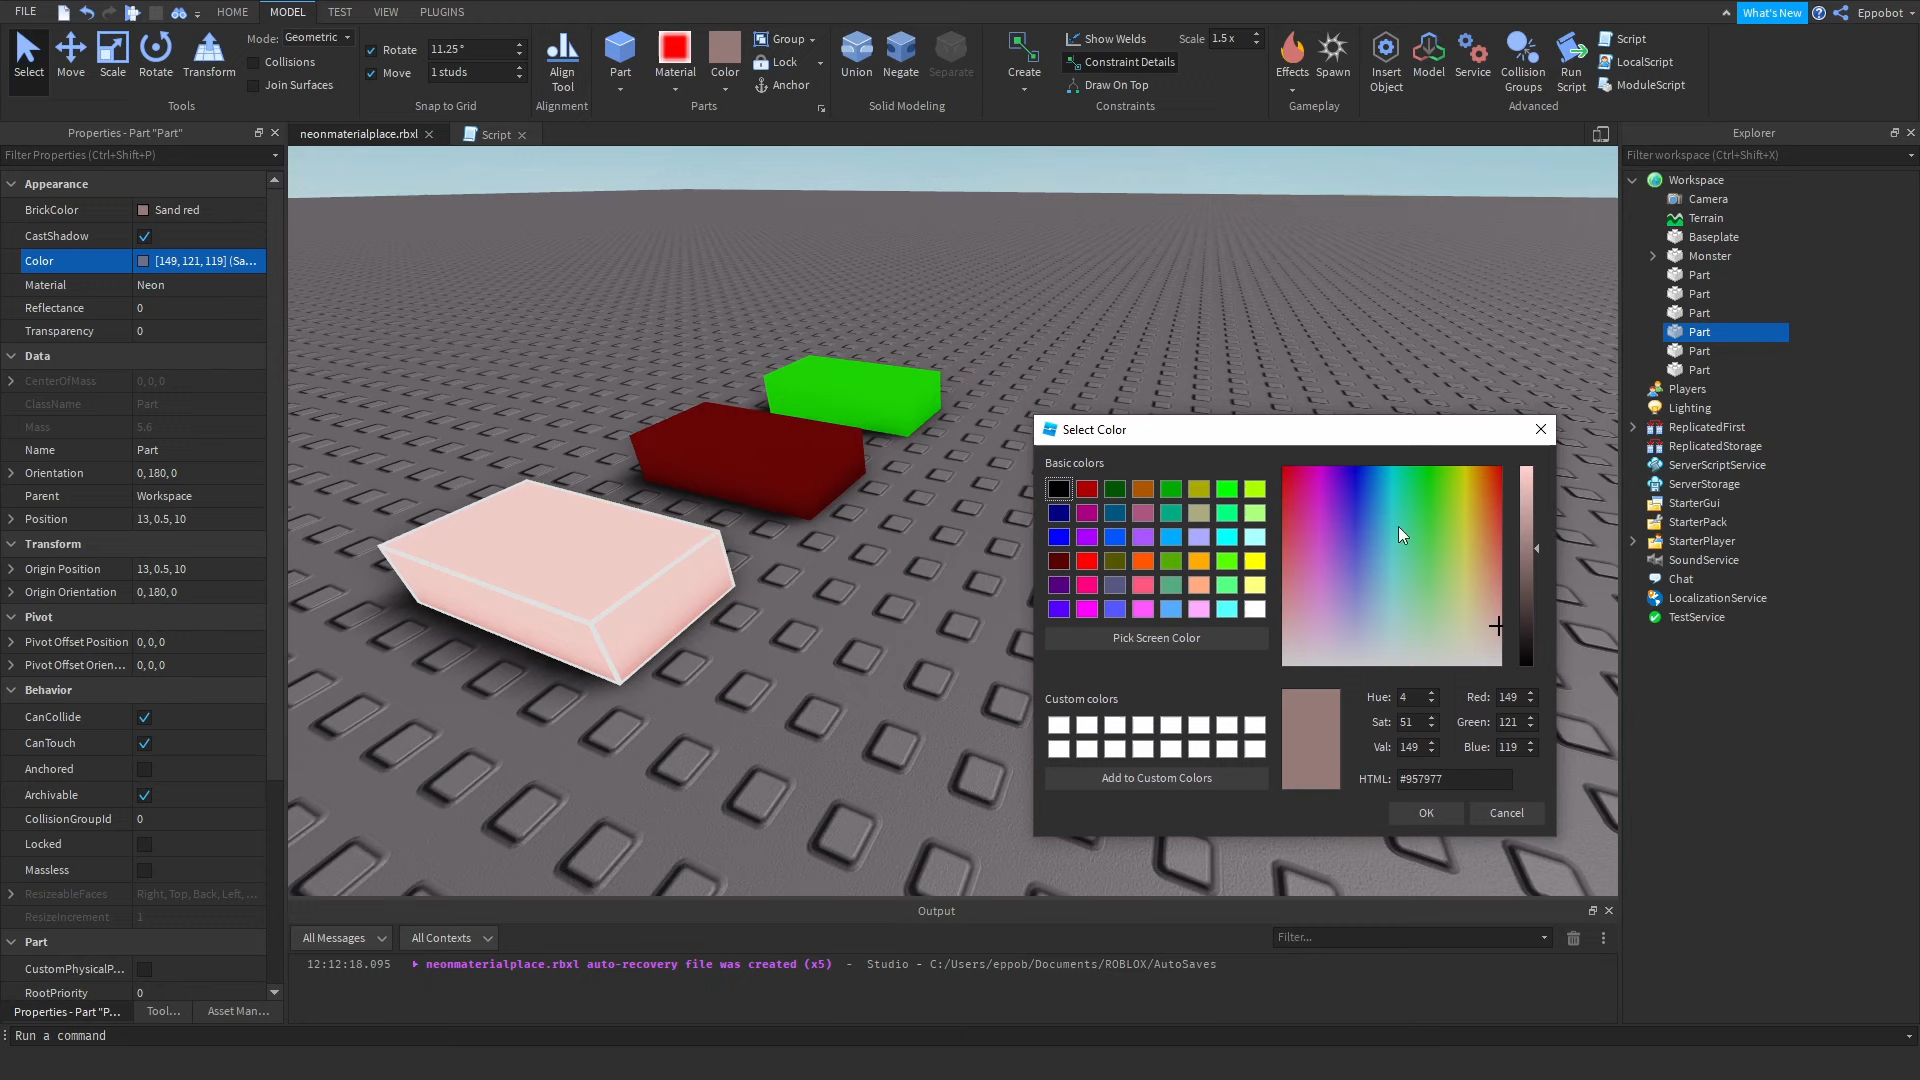 FILE HOME MODEL TEST VIEW PLUGINS What's New Eppobot
Select Move Scale Rotate Transform
Mode: Geometric
Collisions
Join Surfaces
Tools
Rotate 11.25°
Move 1 studs
Snap to Grid
Align Tool
Alignment
Part Material Color
Group
Lock
Anchor
Parts
Union Negate Separate
Solid Modeling
Create
Show Welds
Scale 1.5 x
Constraint Details
Draw On Top
Constraints
Effects Spawn
Gameplay
Insert Object Model Service Collision Groups Run Script
Script
LocalScript
ModuleScript
Advanced
Properties - Part "Part"
Filter Properties (Ctrl+Shift+P)
Appearance
BrickColor Sand red
CastShadow
Color [149, 121, 119] (Sa...
Material Neon
Reflectance 0
Transparency 0
Data
CenterOfMass 0, 0, 0
ClassName Part
Mass 5.6
Name Part
Orientation 0, 180, 0
Parent Workspace
Position 13, 0.5, 10
Transform
Origin Position 13, 0.5, 10
Origin Orientation 0, 180, 0
Pivot
Pivot Offset Position 0, 0, 0
Pivot Offset Orien... 0, 0, 0
Behavior
CanCollide
CanTouch
Anchored
Archivable
CollisionGroupId 0
Locked
Massless
ResizeableFaces Right, Top, Back, Left, ...
ResizeIncrement 1
Part
CustomPhysicalP...
RootPriority 0
Properties - Part "P... Tool... Asset Man...
Run a command
neonmaterialplace.rbxl Script
Select Color
Basic colors
Pick Screen Color
Custom colors
Add to Custom Colors
Hue: 4 Red: 149
Sat: 51 Green: 121
Val: 149 Blue: 119
HTML: #957977
OK Cancel
Output
All Messages All Contexts Filter...
12:12:18.095 neonmaterialplace.rbxl auto-recovery file was created (x5) - Studio - C:/Users/eppob/Documents/ROBLOX/AutoSaves
Explorer
Filter workspace (Ctrl+Shift+X)
Workspace
Camera
Terrain
Baseplate
Monster
Part
Part
Part
Part
Part
Part
Players
Lighting
ReplicatedFirst
ReplicatedStorage
ServerScriptService
ServerStorage
StarterGui
StarterPack
StarterPlayer
SoundService
Chat
LocalizationService
TestService